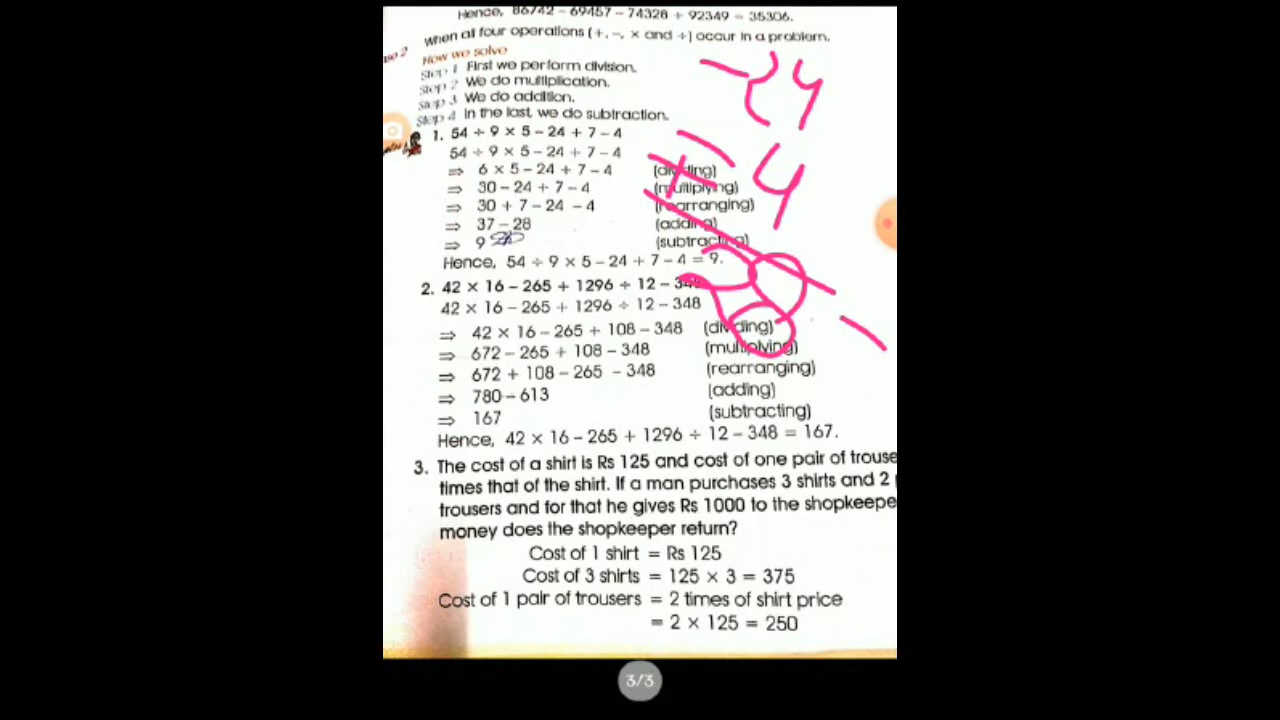 Hence, 86742 – 69457 – 74328 + 92349 = 35306.
When all four operations (+, –, × and ÷) occur in a problem.
How we solve
Step 1 First we perform division.
Step 2 We do multiplication.
Step 3 We do addition.
Step 4 In the last, we do subtraction.
1. 54 ÷ 9 × 5 – 24 + 7 – 4
54 ÷ 9 × 5 – 24 + 7 – 4
⇒ 6 × 5 – 24 + 7 – 4 (dividing)
⇒ 30 – 24 + 7 – 4 (multiplying)
⇒ 30 + 7 – 24 – 4 (rearranging)
⇒ 37 – 28 (adding)
⇒ 9 (subtracting)
Hence, 54 ÷ 9 × 5 – 24 + 7 – 4 = 9.
– 24
– 4
2. 42 × 16 – 265 + 1296 ÷ 12 – 348
42 × 16 – 265 + 1296 ÷ 12 – 348
⇒ 42 × 16 – 265 + 108 – 348 (dividing)
⇒ 672 – 265 + 108 – 348 (multiplying)
⇒ 672 + 108 – 265 – 348 (rearranging)
⇒ 780 – 613 (adding)
⇒ 167 (subtracting)
Hence, 42 × 16 – 265 + 1296 ÷ 12 – 348 = 167.
3. The cost of a shirt is Rs 125 and cost of one pair of trouse
times that of the shirt. If a man purchases 3 shirts and 2
trousers and for that he gives Rs 1000 to the shopkeepe
money does the shopkeeper return?
Cost of 1 shirt = Rs 125
Cost of 3 shirts = 125 × 3 = 375
Cost of 1 pair of trousers = 2 times of shirt price
= 2 × 125 = 250
3/3